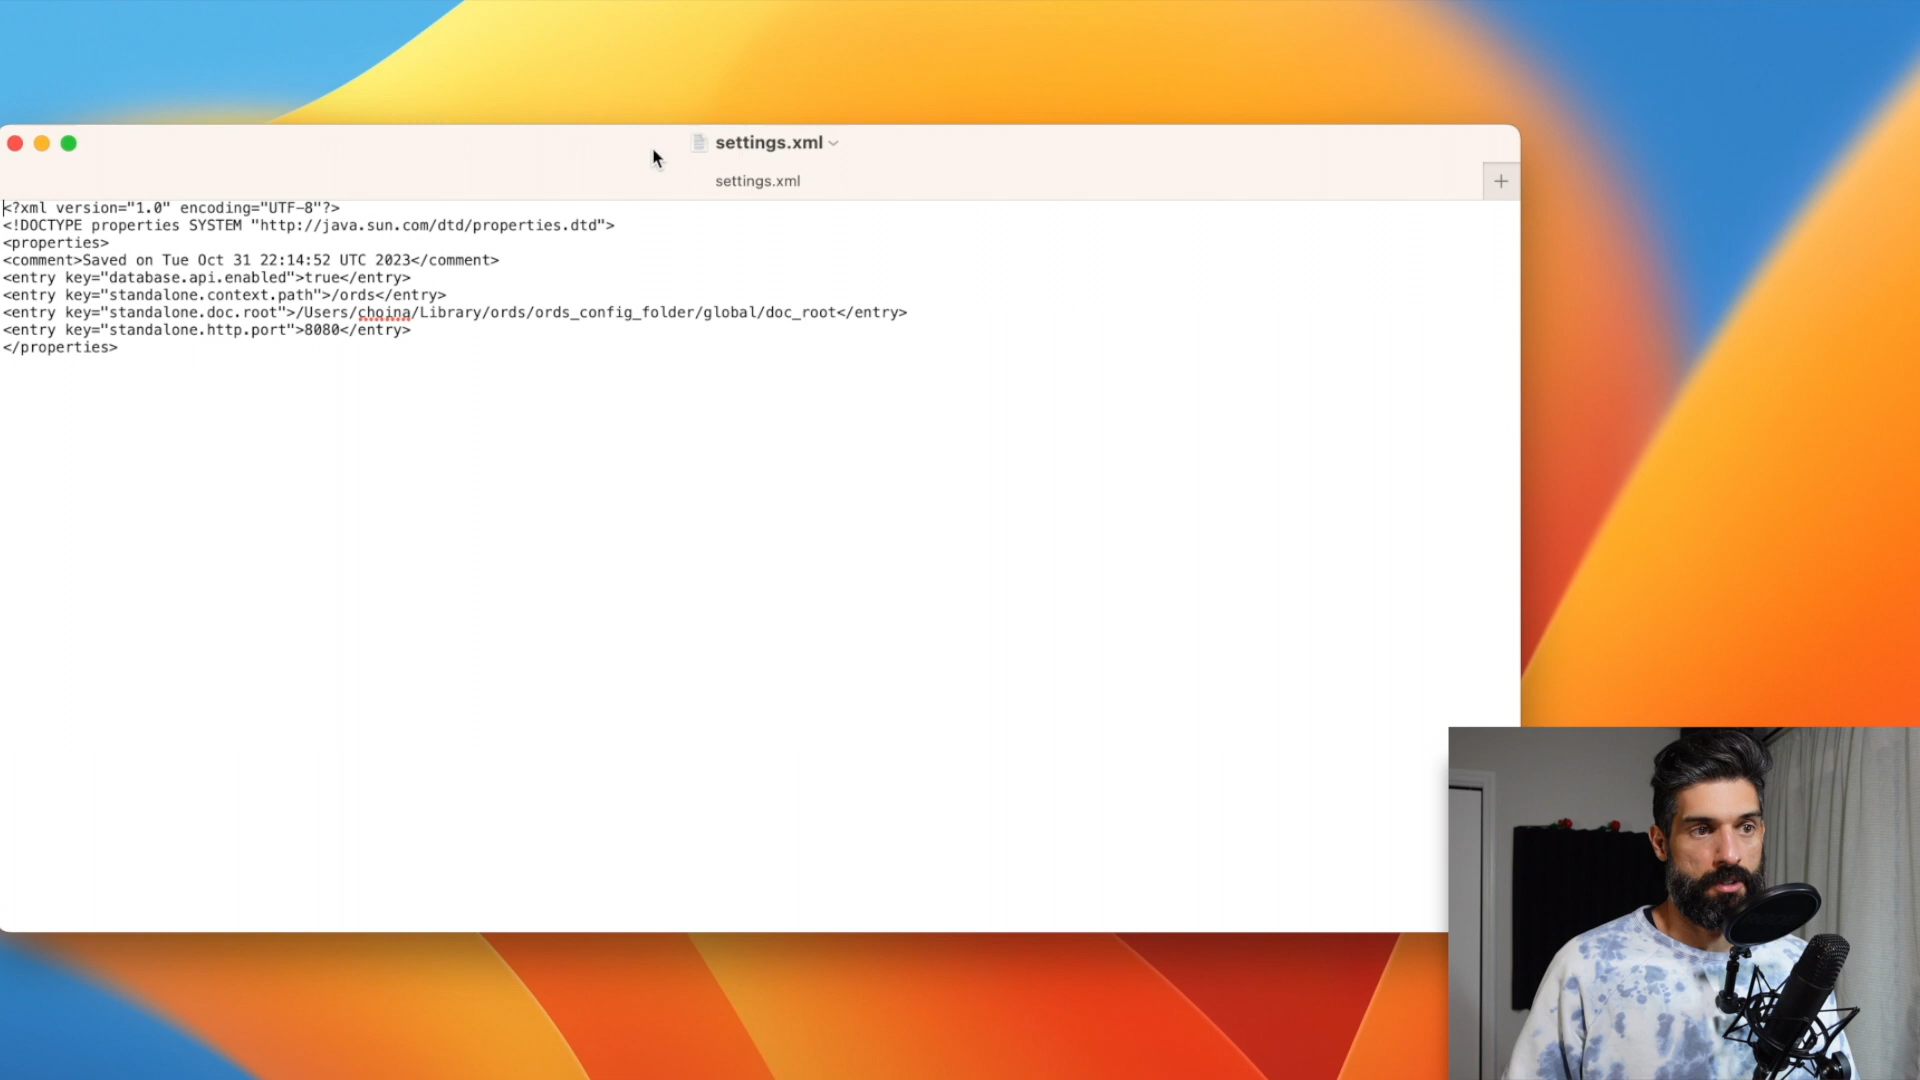 settings.xml
settings.xml
<?xml version="1.0" encoding="UTF-8"?>
<!DOCTYPE properties SYSTEM "http://java.sun.com/dtd/properties.dtd">
<properties>
<comment>Saved on Tue Oct 31 22:14:52 UTC 2023</comment>
<entry key="database.api.enabled">true</entry>
<entry key="standalone.context.path">/ords</entry>
<entry key="standalone.doc.root">/Users/choina/Library/ords/ords_config_folder/global/doc_root</entry>
<entry key="standalone.http.port">8080</entry>
</properties>